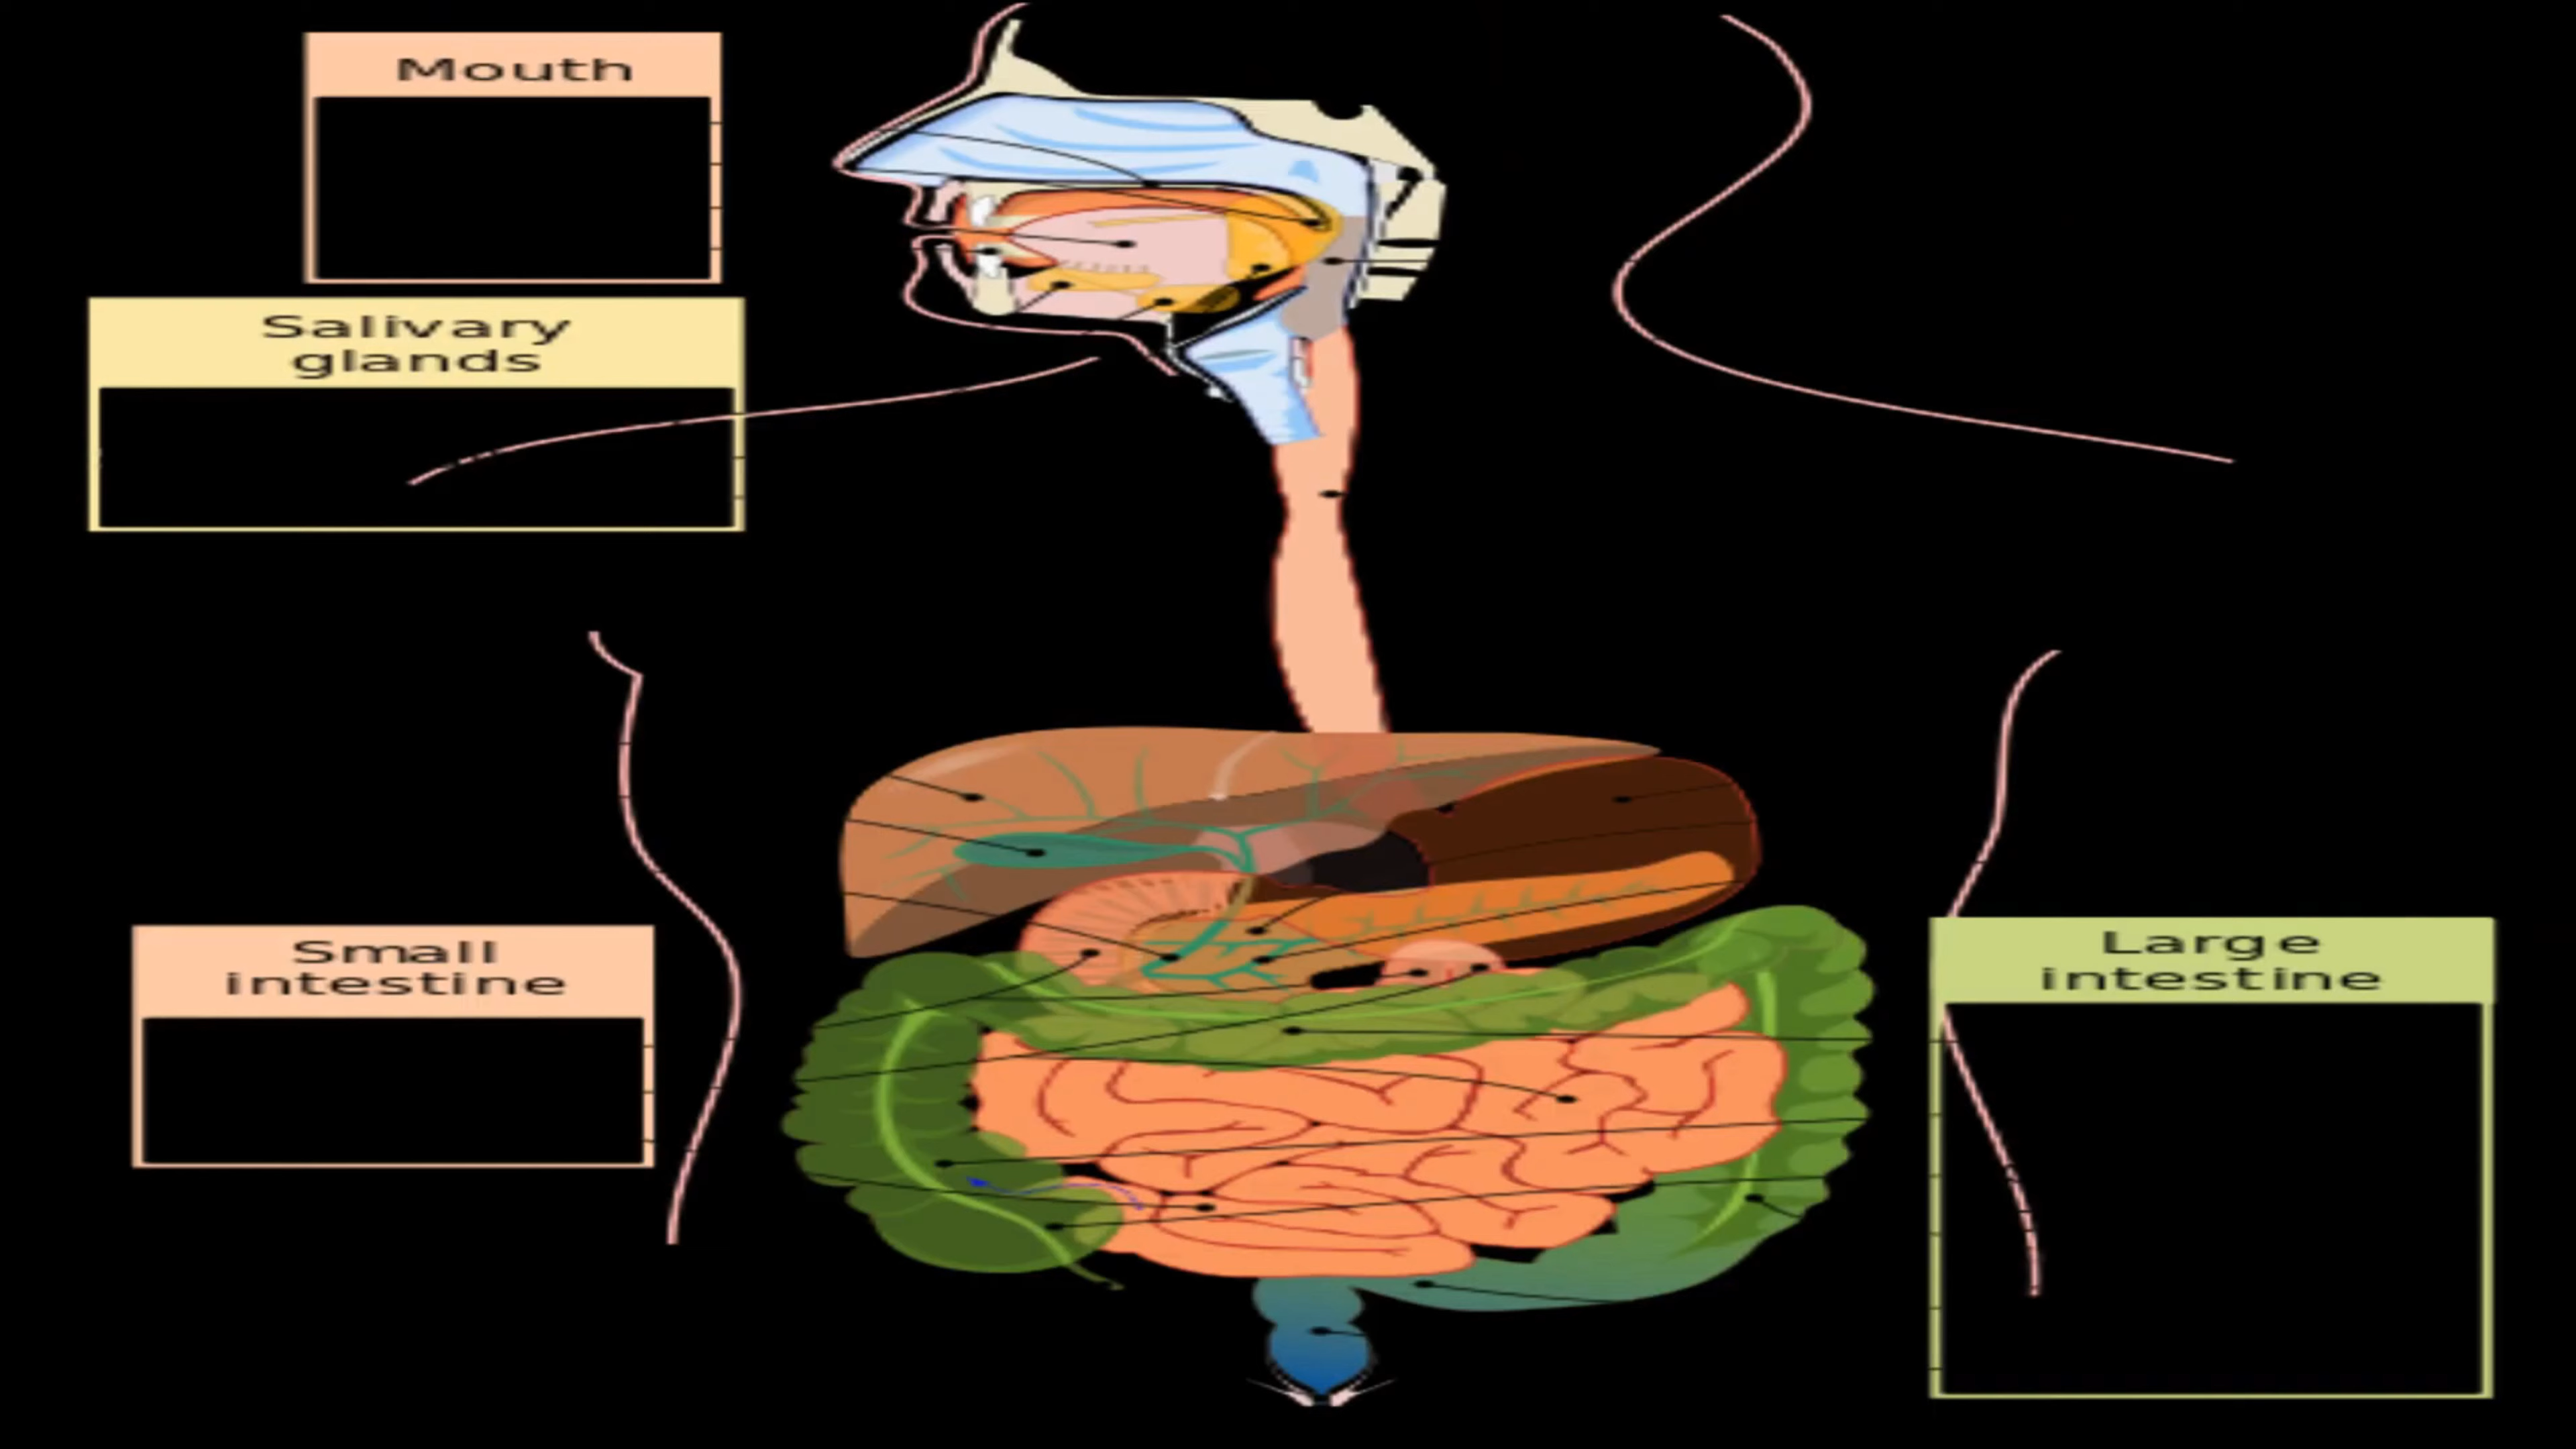 Mouth
Salivary
glands
Small
intestine
Large
intestine